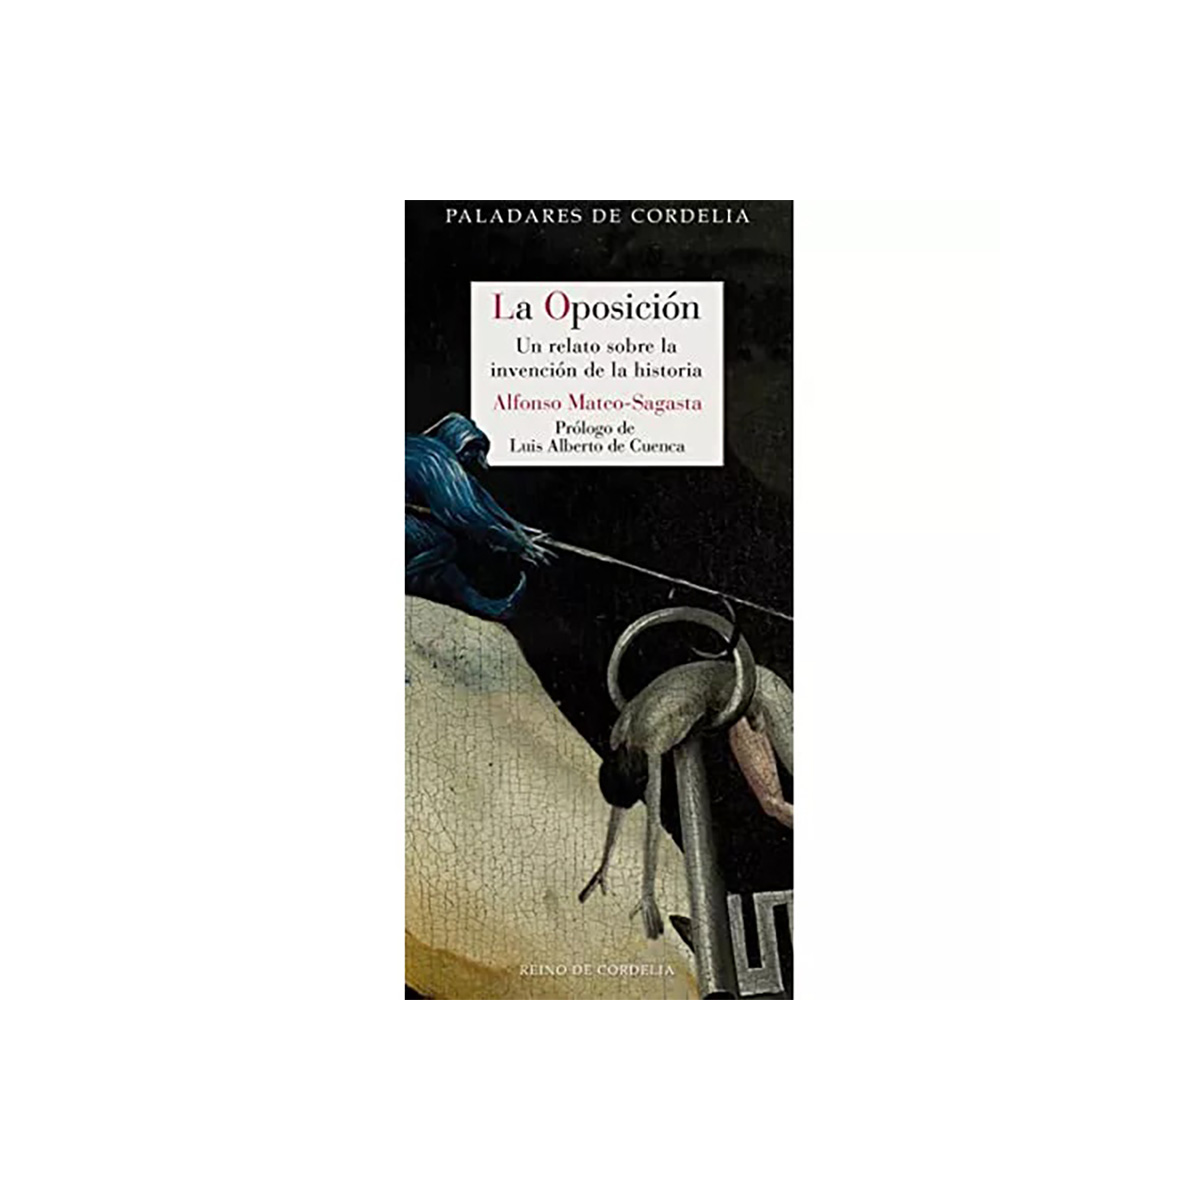 PALADARES DE CORDELIA
La Oposición
Un relato sobre la
invención de la historia
Alfonso Mateo-Sagasta
Prólogo de
Luis Alberto de Cuenca
REINO DE CORDELIA